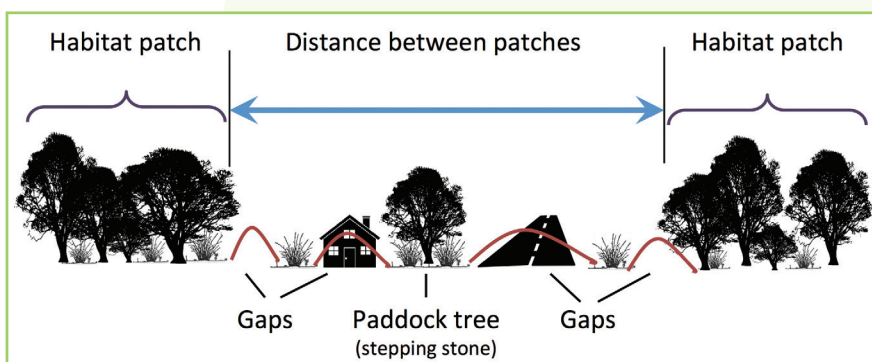 Habitat patch
Distance between patches
Habitat patch
Gaps
Paddock tree
(stepping stone)
Gaps